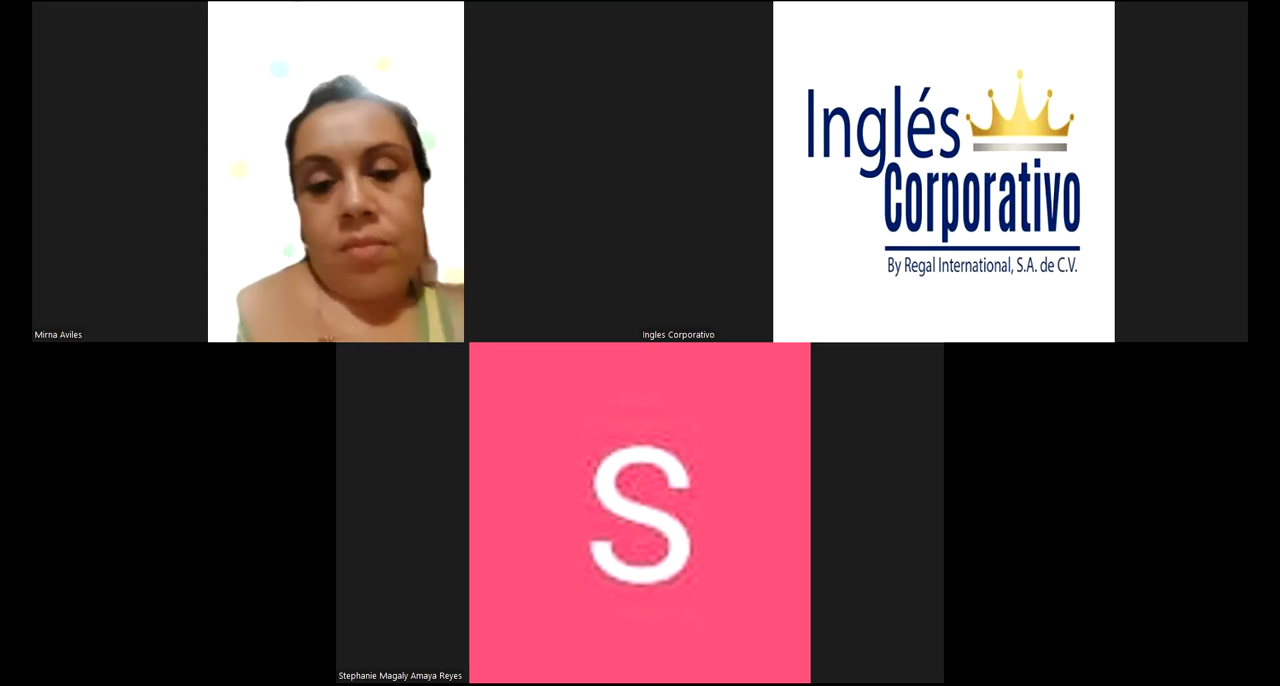 Inglés
Corporativo
By Regal International, S.A. de C.V.
Mirna Aviles
Ingles Corporativo
S
Stephanie Magaly Amaya Reyes